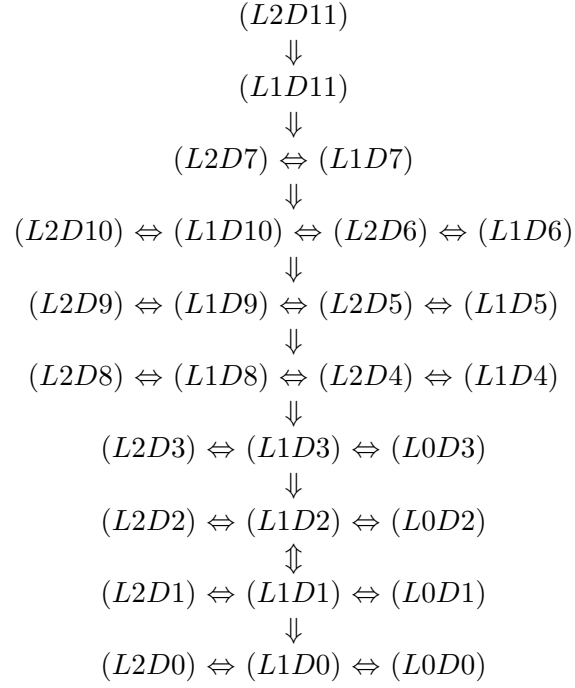 (L2D11)
⇓
(L1D11)
⇓
(L2D7) ⇔ (L1D7)
⇓
(L2D10) ⇔ (L1D10) ⇔ (L2D6) ⇔ (L1D6)
⇓
(L2D9) ⇔ (L1D9) ⇔ (L2D5) ⇔ (L1D5)
⇓
(L2D8) ⇔ (L1D8) ⇔ (L2D4) ⇔ (L1D4)
⇓
(L2D3) ⇔ (L1D3) ⇔ (L0D3)
⇓
(L2D2) ⇔ (L1D2) ⇔ (L0D2)
⇕
(L2D1) ⇔ (L1D1) ⇔ (L0D1)
⇓
(L2D0) ⇔ (L1D0) ⇔ (L0D0)